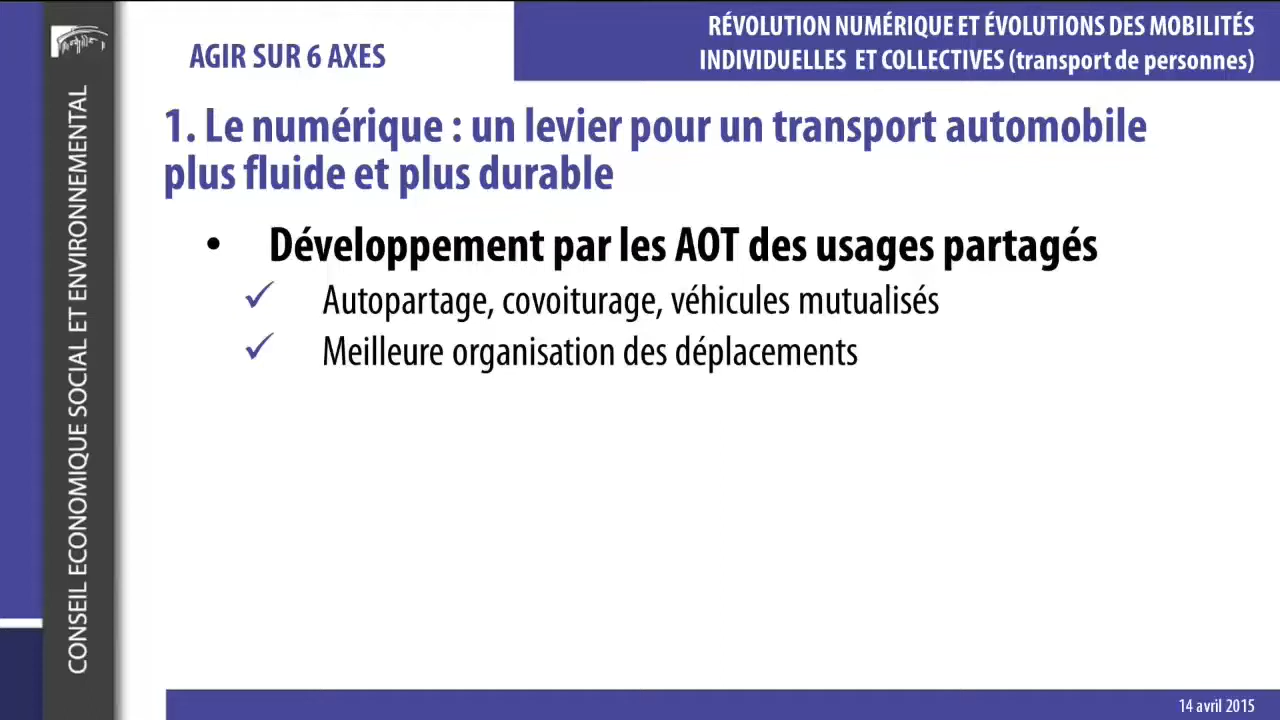 RÉVOLUTION NUMÉRIQUE ET ÉVOLUTIONS DES MOBILITÉS
INDIVIDUELLES ET COLLECTIVES (transport de personnes)
AGIR SUR 6 AXES
CONSEIL ECONOMIQUE SOCIAL ET ENVIRONNEMENTAL
1. Le numérique : un levier pour un transport automobile
plus fluide et plus durable
• Développement par les AOT des usages partagés
✓ Autopartage, covoiturage, véhicules mutualisés
✓ Meilleure organisation des déplacements
14 avril 2015